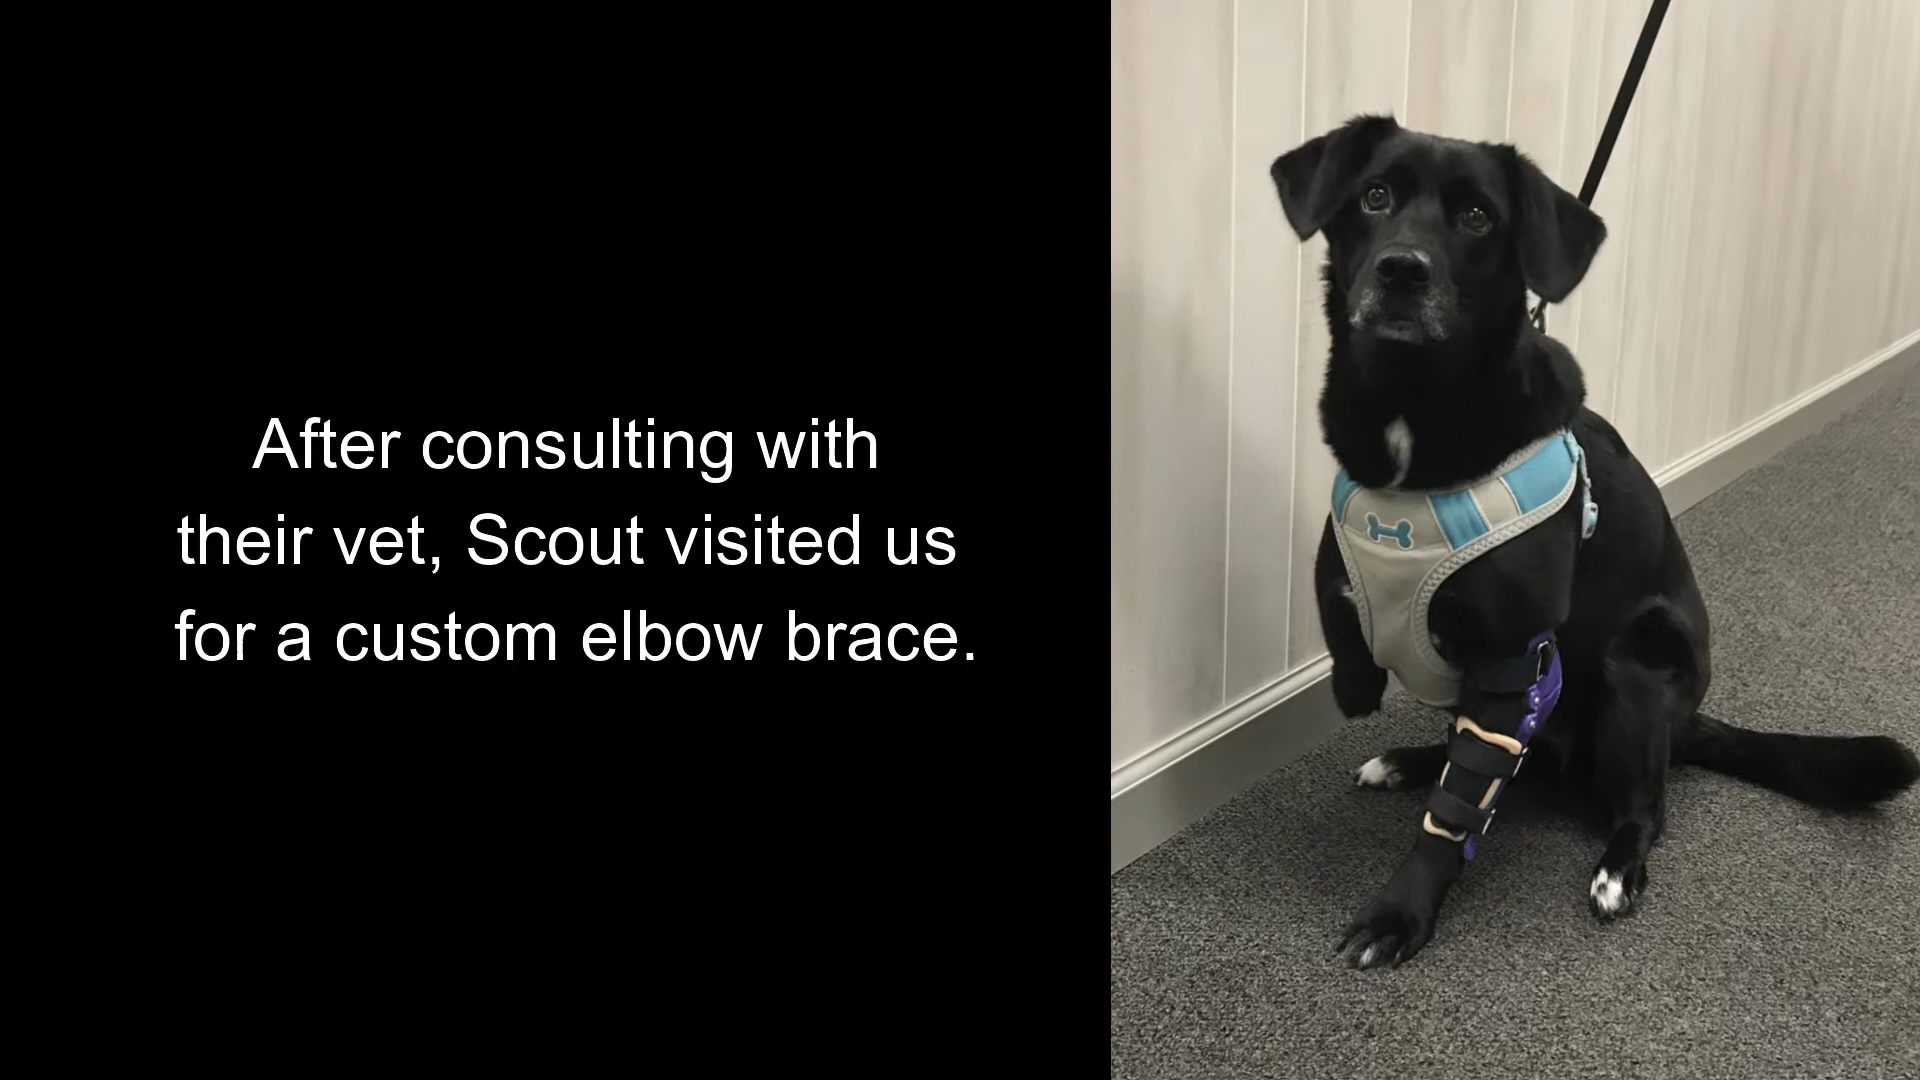 After consulting with
their vet, Scout visited us
for a custom elbow brace.